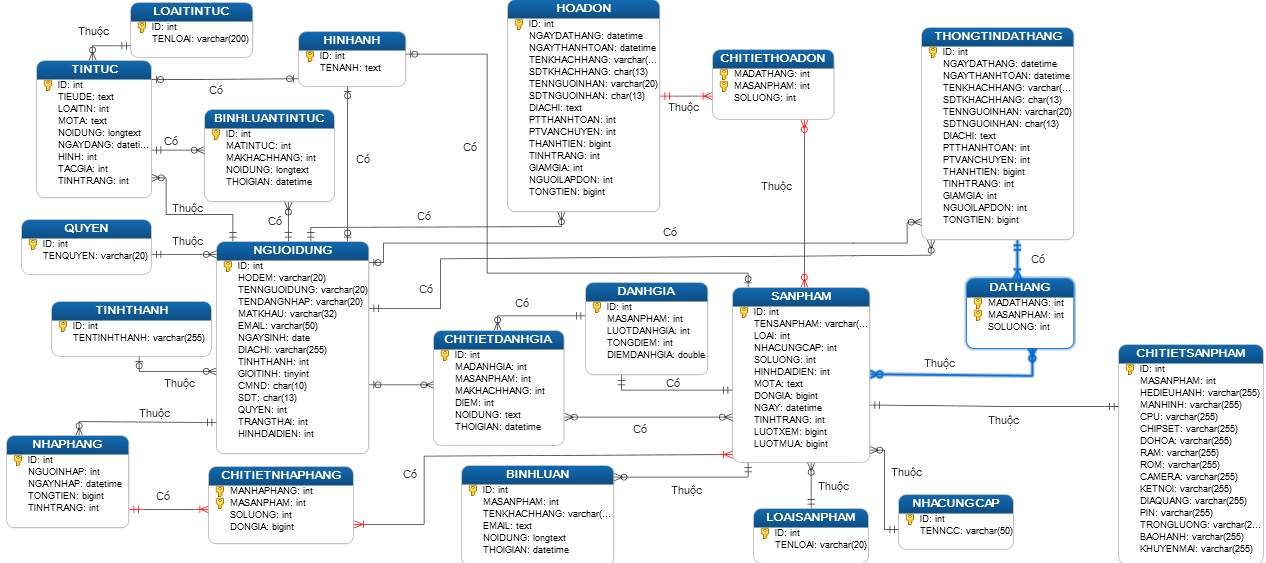 LOAITINTUC
ID: int
TENLOAI: varchar(200)
Thuộc
TINTUC
ID: int
TIEUDE: text
LOAITIN: int
MOTA: text
NOIDUNG: longtext
NGAYDANG: dateti...
HINH: int
TACGIA: int
TINHTRANG: int
HINHANH
ID: int
TENANH: text
Có
BINHLUANTINTUC
ID: int
MATINTUC: int
MAKHACHHANG: int
NOIDUNG: longtext
THOIGIAN: datetime
Có
Có
Có
Thuộc
Có
HOADON
ID: int
NGAYDATHANG: datetime
NGAYTHANHTOAN: datetime
TENKHACHHANG: varchar(...
SDTKHACHHANG: char(13)
TENNGUOINHAN: varchar(20)
SDTNGUOINHAN: char(13)
DIACHI: text
PTTHANHTOAN: int
PTVANCHUYEN: int
THANHTIEN: bigint
TINHTRANG: int
GIAMGIA: int
NGUOILAPDON: int
TONGTIEN: bigint
Thuộc
CHITIETHOADON
MADATHANG: int
MASANPHAM: int
SOLUONG: int
Thuộc
THONGTINDATHANG
ID: int
NGAYDATHANG: datetime
NGAYTHANHTOAN: datetime
TENKHACHHANG: varchar(...
SDTKHACHHANG: char(13)
TENNGUOINHAN: varchar(20)
SDTNGUOINHAN: char(13)
DIACHI: text
PTTHANHTOAN: int
PTVANCHUYEN: int
THANHTIEN: bigint
TINHTRANG: int
GIAMGIA: int
NGUOILAPDON: int
TONGTIEN: bigint
Có
Có
Có
Có
QUYEN
ID: int
TENQUYEN: varchar(20)
Thuộc
NGUOIDUNG
ID: int
HODEM: varchar(20)
TENNGUOIDUNG: varchar(20)
TENDANGNHAP: varchar(20)
MATKHAU: varchar(32)
EMAIL: varchar(50)
NGAYSINH: date
DIACHI: varchar(255)
TINHTHANH: int
GIOITINH: tinyint
CMND: char(10)
SDT: char(13)
QUYEN: int
TRANGTHAI: int
HINHDAIDIEN: int
TINHTHANH
ID: int
TENTINHTHANH: varchar(255)
Thuộc
Thuộc
NHAPHANG
ID: int
NGUOINHAP: int
NGAYNHAP: datetime
TONGTIEN: bigint
TINHTRANG: int
Có
CHITIETNHAPHANG
MANHAPHANG: int
MASANPHAM: int
SOLUONG: int
DONGIA: bigint
Có
CHITIETDANHGIA
ID: int
MADANHGIA: int
MASANPHAM: int
MAKHACHHANG: int
DIEM: int
NOIDUNG: text
THOIGIAN: datetime
Có
DANHGIA
ID: int
MASANPHAM: int
LUOTDANHGIA: int
TONGDIEM: int
DIEMDANHGIA: double
Có
Có
SANPHAM
ID: int
TENSANPHAM: varchar(...
LOAI: int
NHACUNGCAP: int
SOLUONG: int
HINHDAIDIEN: int
MOTA: text
DONGIA: bigint
NGAY: datetime
TINHTRANG: int
LUOTXEM: bigint
LUOTMUA: bigint
DATHANG
MADATHANG: int
MASANPHAM: int
SOLUONG: int
Thuộc
Thuộc
CHITIETSANPHAM
ID: int
MASANPHAM: int
HEDIEUHANH: varchar(255)
MANHINH: varchar(255)
CPU: varchar(255)
CHIPSET: varchar(255)
DOHOA: varchar(255)
RAM: varchar(255)
ROM: varchar(255)
CAMERA: varchar(255)
KETNOI: varchar(255)
DIAQUANG: varchar(255)
PIN: varchar(255)
TRONGLUONG: varchar(2...
BAOHANH: varchar(255)
KHUYENMAI: varchar(255)
BINHLUAN
ID: int
MASANPHAM: int
TENKHACHHANG: varchar(...
EMAIL: text
NOIDUNG: longtext
THOIGIAN: datetime
Thuộc
Thuộc
LOAISANPHAM
ID: int
TENLOAI: varchar(20)
Thuộc
NHACUNGCAP
ID: int
TENNCC: varchar(50)